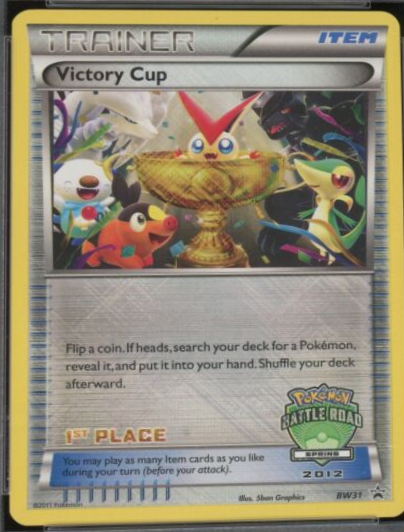 TRAINER
ITEM
Victory Cup
Flip a coin. If heads, search your deck for a Pokémon,
reveal it, and put it into your hand. Shuffle your deck
afterward.
1ST PLACE
Pokémon
BATTLE ROAD
SPRING
2012
You may play as many Item cards as you like
during your turn (before your attack).
©2011 Pokémon
Illus. 5ban Graphics
BW31